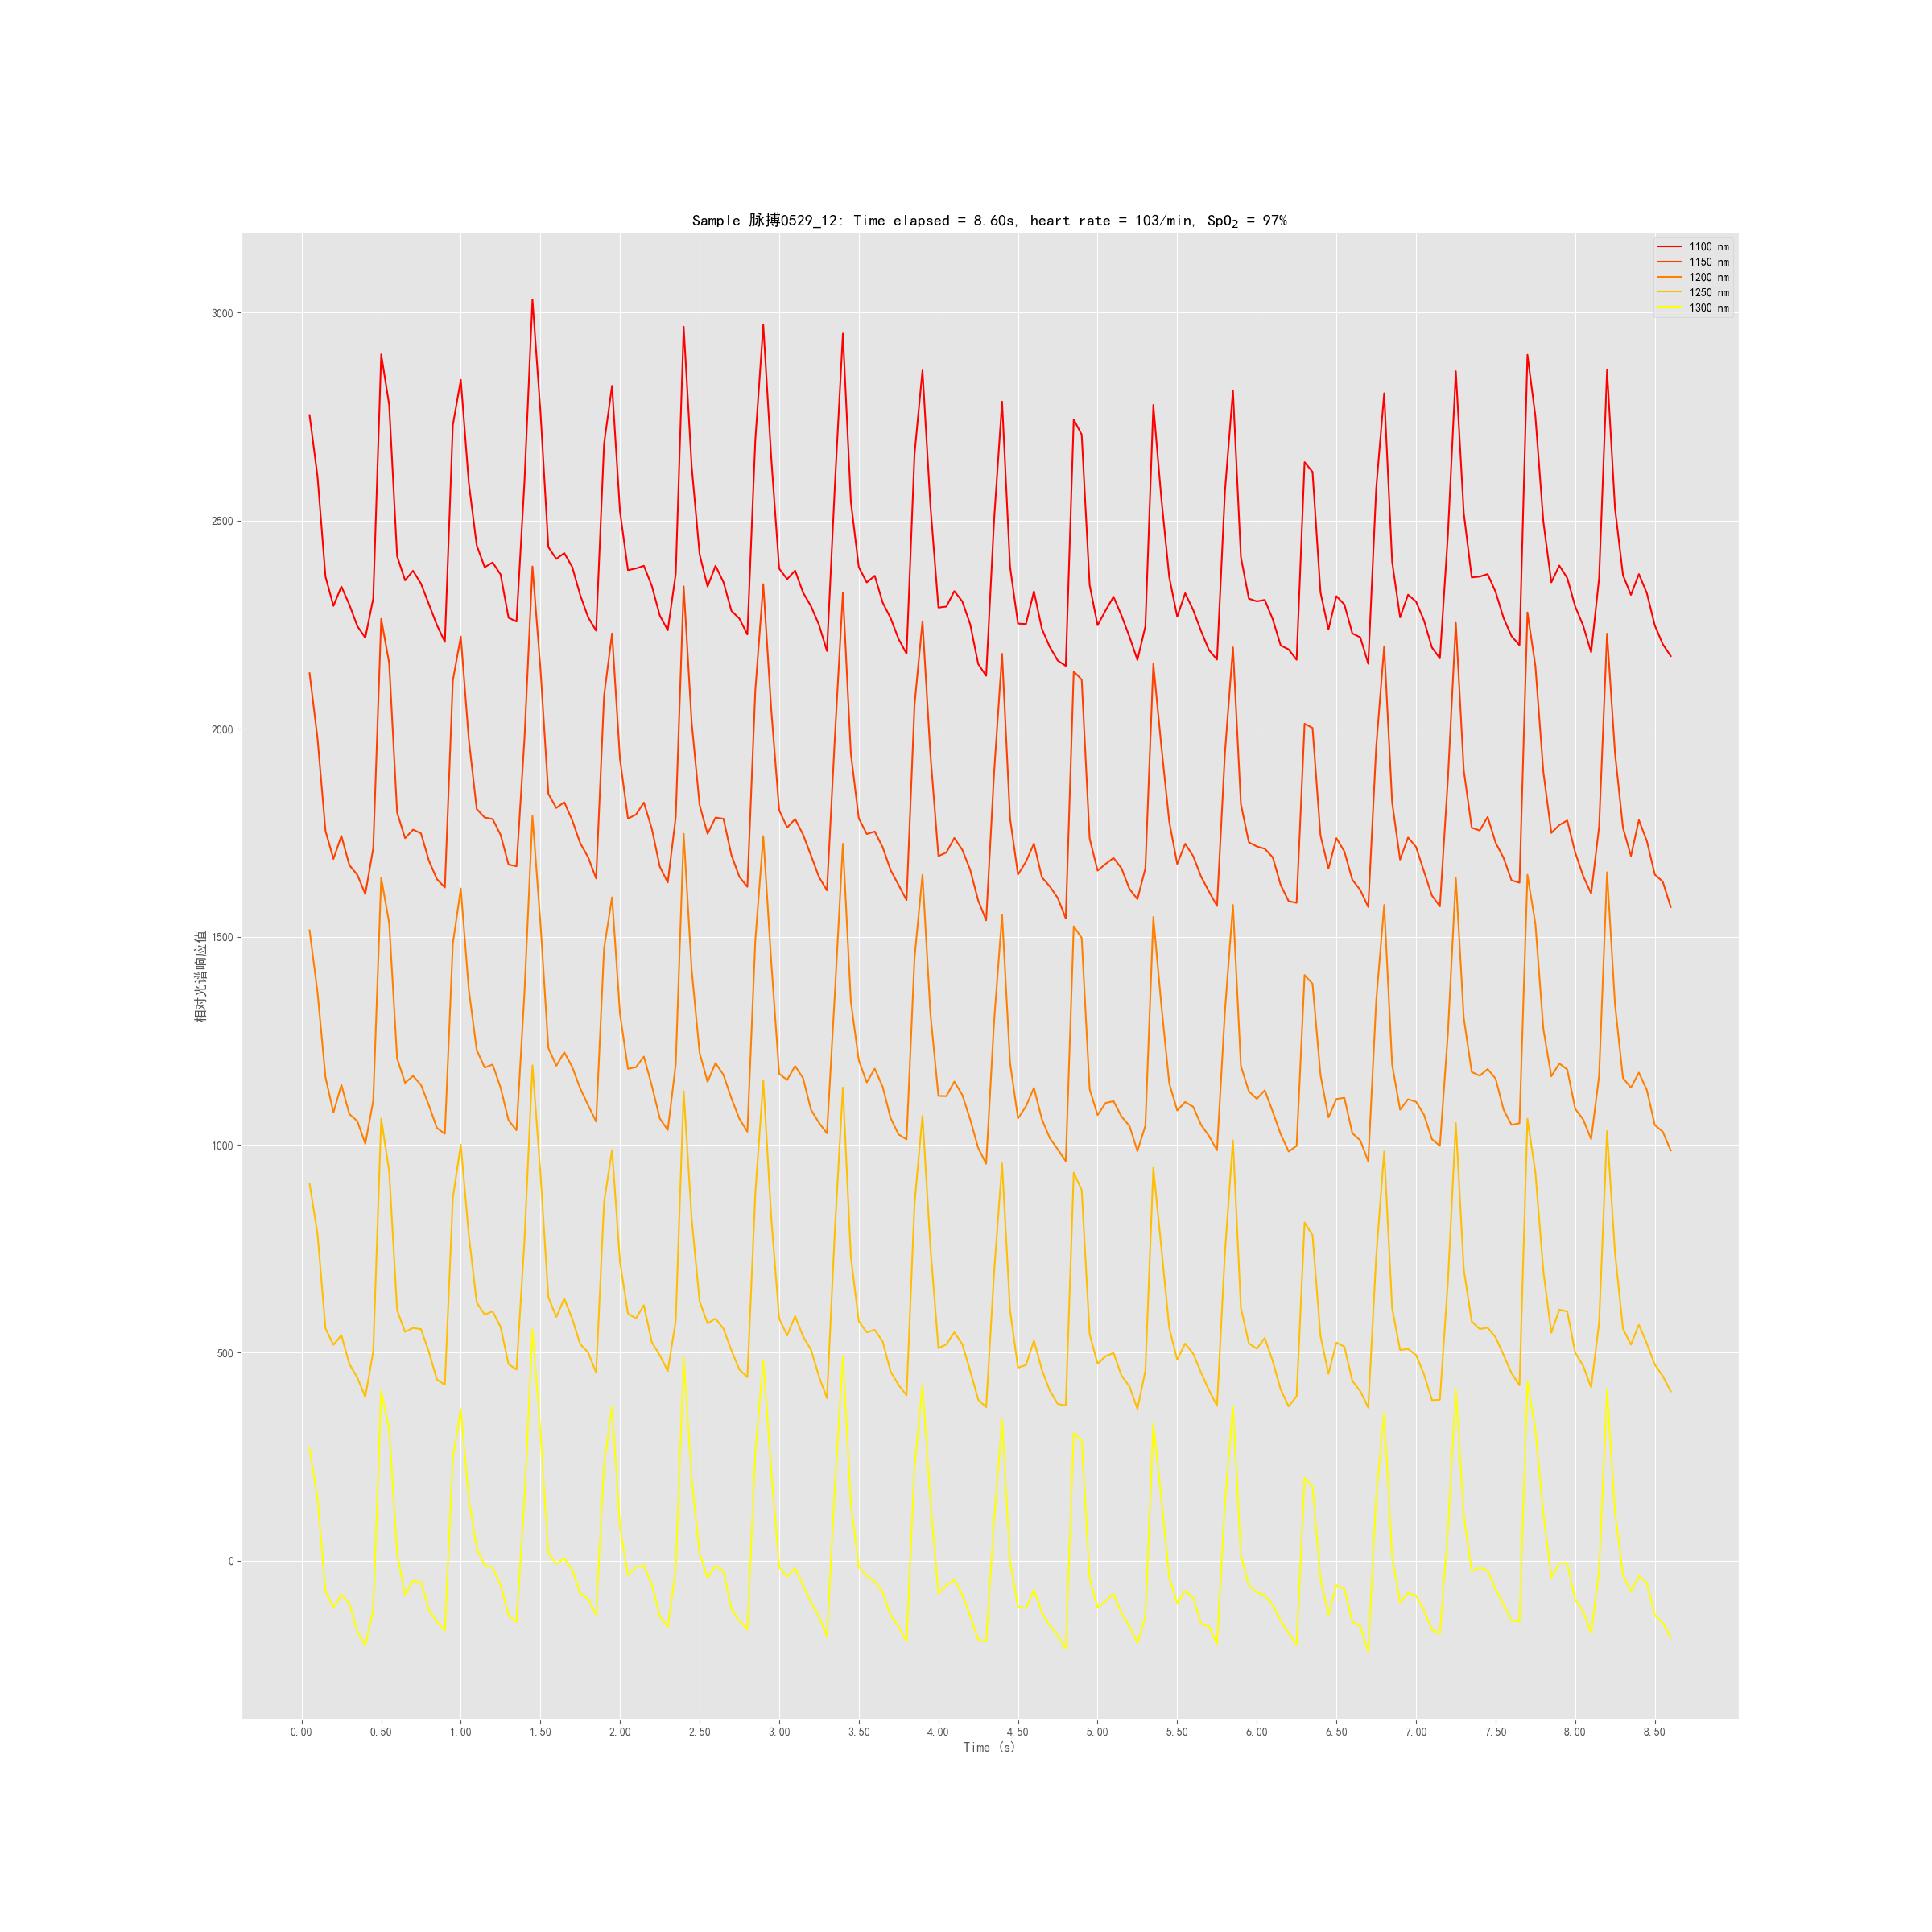 Sample 脉搏0529_12: Time elapsed = 8.60s, heart rate = 103/min, SpO2 = 97%
1100 nm
1150 nm
1200 nm
1250 nm
1300 nm
3000
2500
2000
1500
1000
500
0
相对光谱响应值
0.00 0.50 1.00 1.50 2.00 2.50 3.00 3.50 4.00 4.50 5.00 5.50 6.00 6.50 7.00 7.50 8.00 8.50
Time (s)